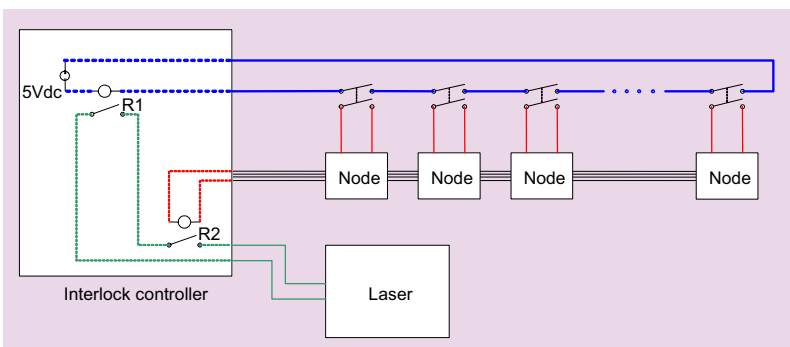 5Vdc
R1
Node Node Node Node
R2
Interlock controller
Laser